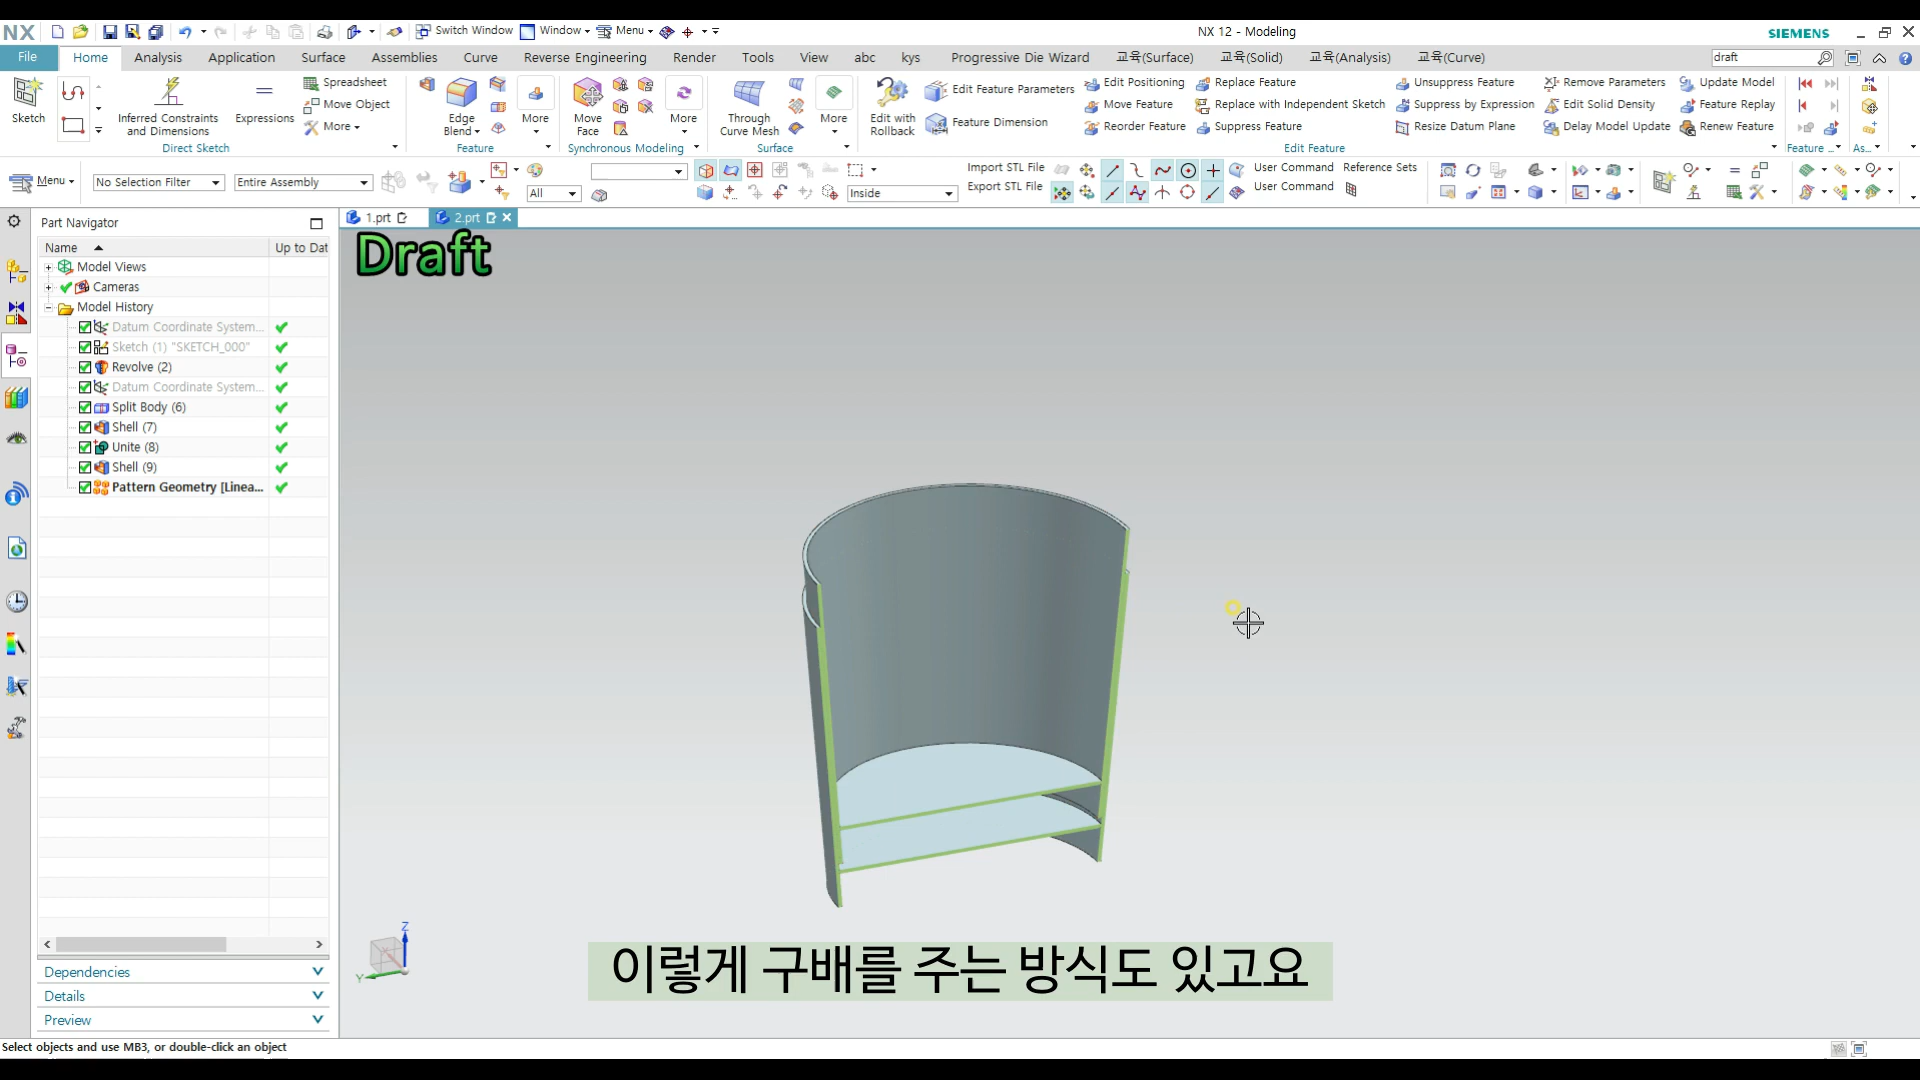 NX
Switch Window
Window
Menu
NX 12 - Modeling
SIEMENS
File
Home
Analysis
Application
Surface
Assemblies
Curve
Reverse Engineering
Render
Tools
View
abc
kys
Progressive Die Wizard
교육(Surface)
교육(Solid)
교육(Analysis)
교육(Curve)
draft
Sketch
Inferred Constraints and Dimensions
Expressions
Spreadsheet
Move Object
More
Direct Sketch
Edge Blend
More
Feature
Move Face
More
Synchronous Modeling
Through Curve Mesh
More
Surface
Edit with Rollback
Edit Feature Parameters
Feature Dimension
Edit Positioning
Move Feature
Reorder Feature
Replace Feature
Replace with Independent Sketch
Suppress Feature
Unsuppress Feature
Suppress by Expression
Resize Datum Plane
Remove Parameters
Edit Solid Density
Delay Model Update
Update Model
Feature Replay
Renew Feature
Edit Feature
Feature ...
As...
Menu
No Selection Filter
Entire Assembly
All
Inside
Import STL File
Export STL File
User Command
User Command
Reference Sets
Part Navigator
1.prt
2.prt
Name
Up to Dat
Model Views
Cameras
Model History
Datum Coordinate System...
Sketch (1) "SKETCH_000"
Revolve (2)
Datum Coordinate System...
Split Body (6)
Shell (7)
Unite (8)
Shell (9)
Pattern Geometry [Linea...
Draft
Z
Y
이렇게 구배를 주는 방식도 있고요
Dependencies
Details
Preview
Select objects and use MB3, or double-click an object